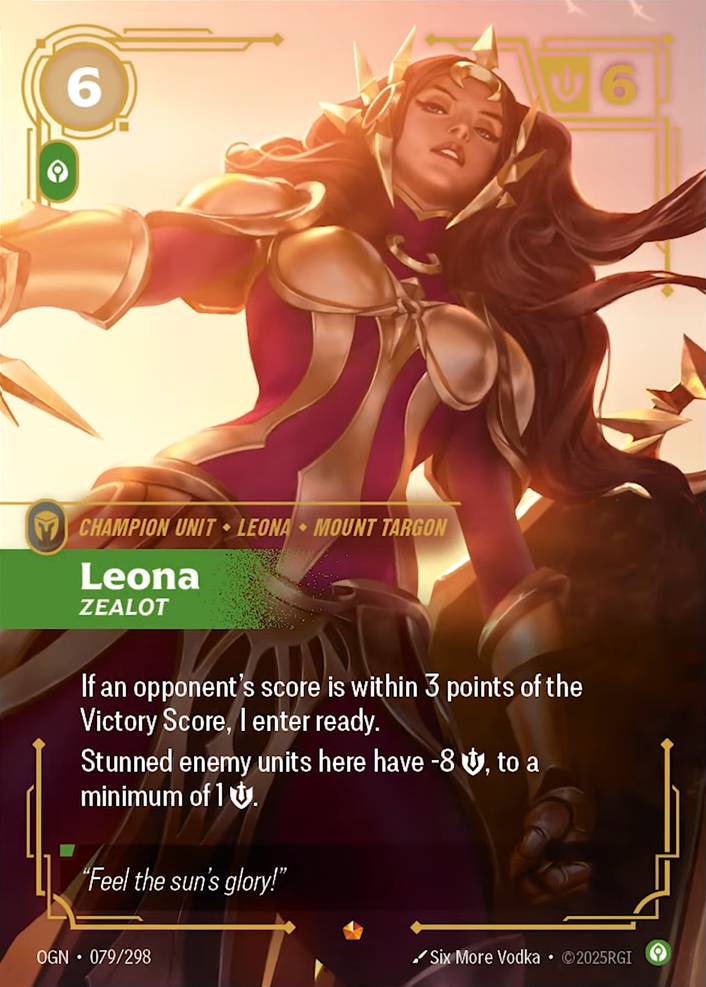 6
6
CHAMPION UNIT • LEONA • MOUNT TARGON
Leona
ZEALOT
If an opponent's score is within 3 points of the
Victory Score, I enter ready.
Stunned enemy units here have -8 , to a
minimum of 1 .
"Feel the sun's glory!"
OGN • 079/298
Six More Vodka • ©2025RGI